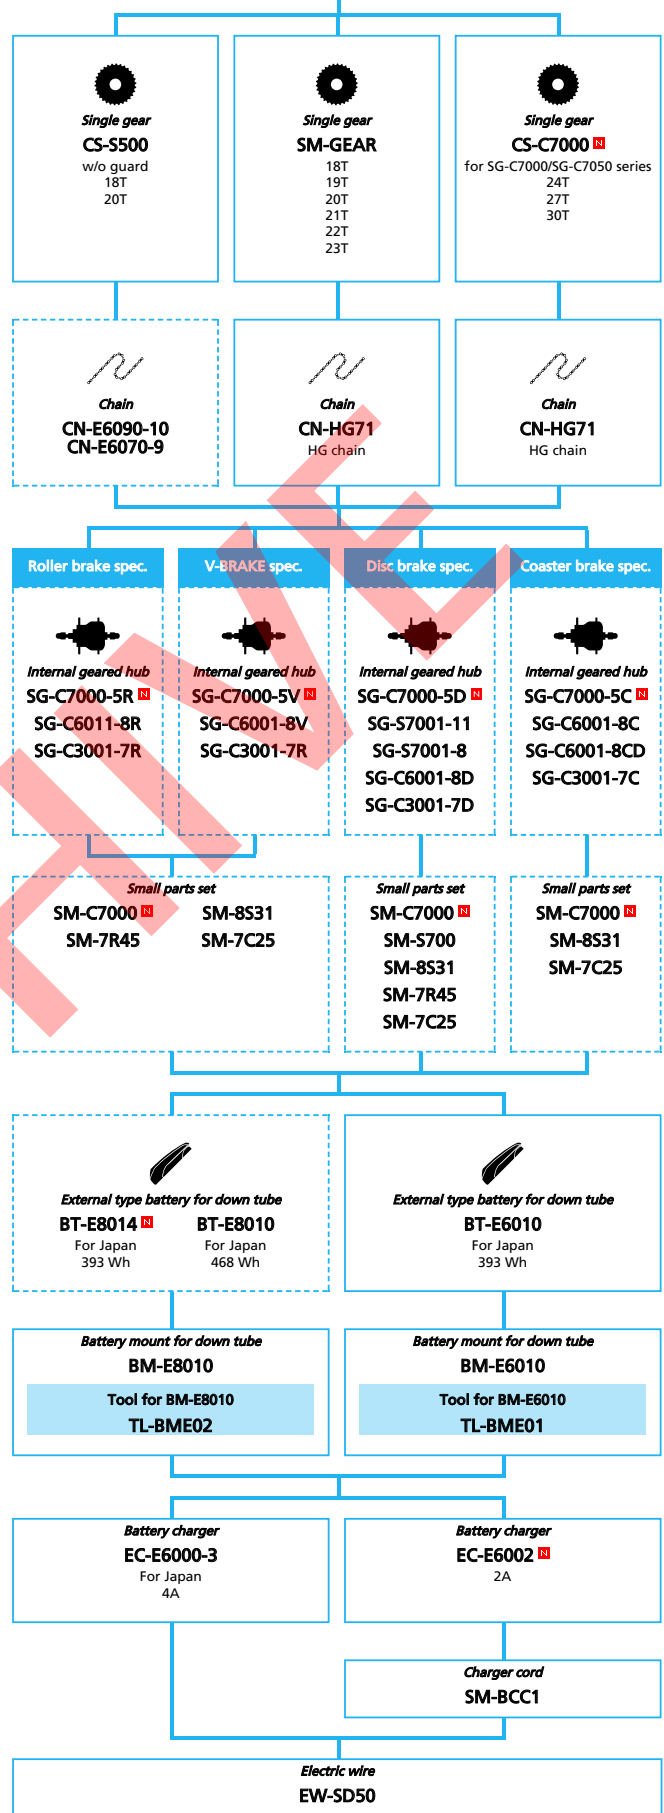 Single gear
CS-S500
w/o guard
18T
20T
Single gear
SM-GEAR
18T
19T
20T
21T
22T
23T
Single gear
CS-C7000 N
for SG-C7000/SG-C7050 series
24T
27T
30T
Chain
CN-E6090-10
CN-E6070-9
Chain
CN-HG71
HG chain
Chain
CN-HG71
HG chain
Roller brake spec.
Internal geared hub
SG-C7000-5R N
SG-C6011-8R
SG-C3001-7R
V-BRAKE spec.
Internal geared hub
SG-C7000-5V N
SG-C6001-8V
SG-C3001-7R
Disc brake spec.
Internal geared hub
SG-C7000-5D N
SG-S7001-11
SG-S7001-8
SG-C6001-8D
SG-C3001-7D
Coaster brake spec.
Internal geared hub
SG-C7000-5C N
SG-C6001-8C
SG-C6001-8CD
SG-C3001-7C
Small parts set
SM-C7000 N SM-8S31
SM-7R45 SM-7C25
Small parts set
SM-C7000 N
SM-S700
SM-8S31
SM-7R45
SM-7C25
Small parts set
SM-C7000 N
SM-8S31
SM-7C25
External type battery for down tube
BT-E8014 N
For Japan
393 Wh
BT-E8010
For Japan
468 Wh
External type battery for down tube
BT-E6010
For Japan
393 Wh
Battery mount for down tube
BM-E8010
Tool for BM-E8010
TL-BME02
Battery mount for down tube
BM-E6010
Tool for BM-E6010
TL-BME01
Battery charger
EC-E6000-3
For Japan
4A
Battery charger
EC-E6002 N
2A
Charger cord
SM-BCC1
Electric wire
EW-SD50
HIVE